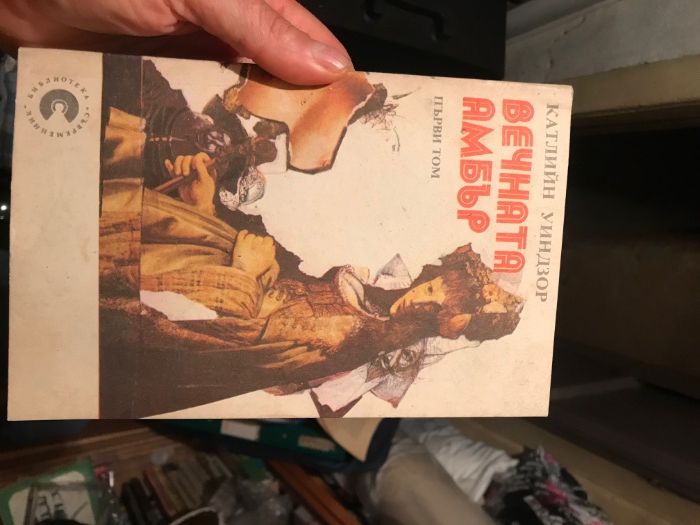 КАТЛИЙН УИНДЗОР
ВЕЧНАТА
АМБЪР
ПЪРВИ ТОМ
БИБЛИОТЕКА "СЪВРЕМЕННИК"